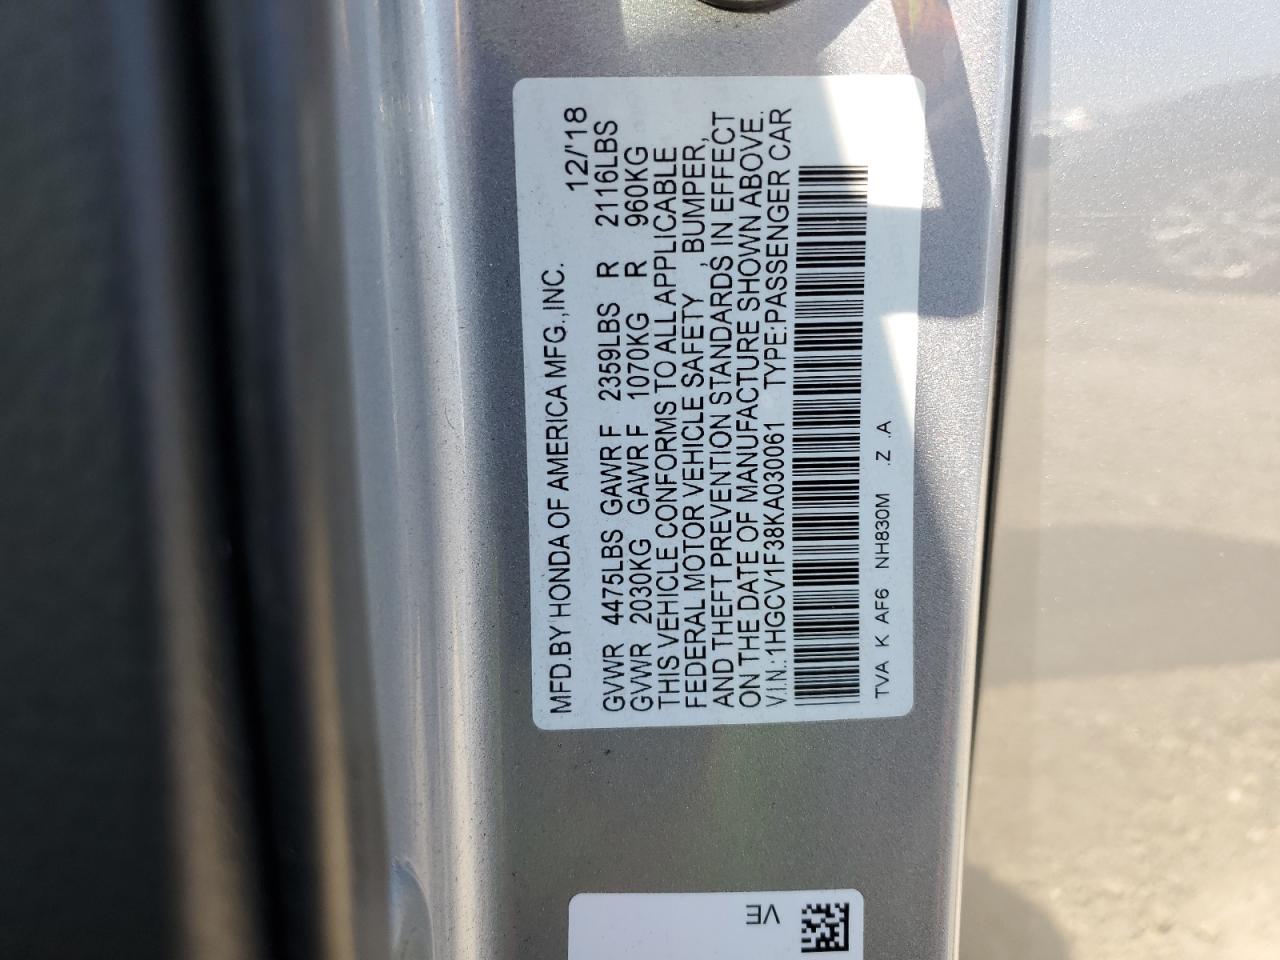 MFD.BY HONDA OF AMERICA MFG.,INC. 12/'18
GVWR 4475LBS GAWR F 2359LBS R 2116LBS
GVWR 2030KG GAWR F 1070KG R 960KG
THIS VEHICLE CONFORMS TO ALL APPLICABLE
FEDERAL MOTOR VEHICLE SAFETY , BUMPER,
AND THEFT PREVENTION STANDARDS IN EFFECT
ON THE DATE OF MANUFACTURE SHOWN ABOVE.
V.I.N.:1HGCV1F38KA030061 TYPE:PASSENGER CAR
TVA K AF6 NH830M .Z .A
VE